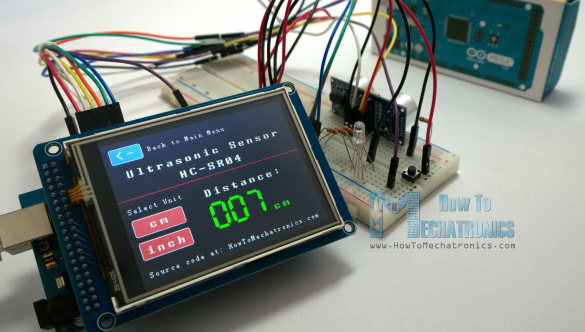 <- Back to Main Menu
Ultrasonic Sensor
HC-SR04
Select Unit
Distance:
cm
007 cm
inch
Source code at: HowToMechatronics.com
How To
Mechatronics
www.HowToMechatronics.com